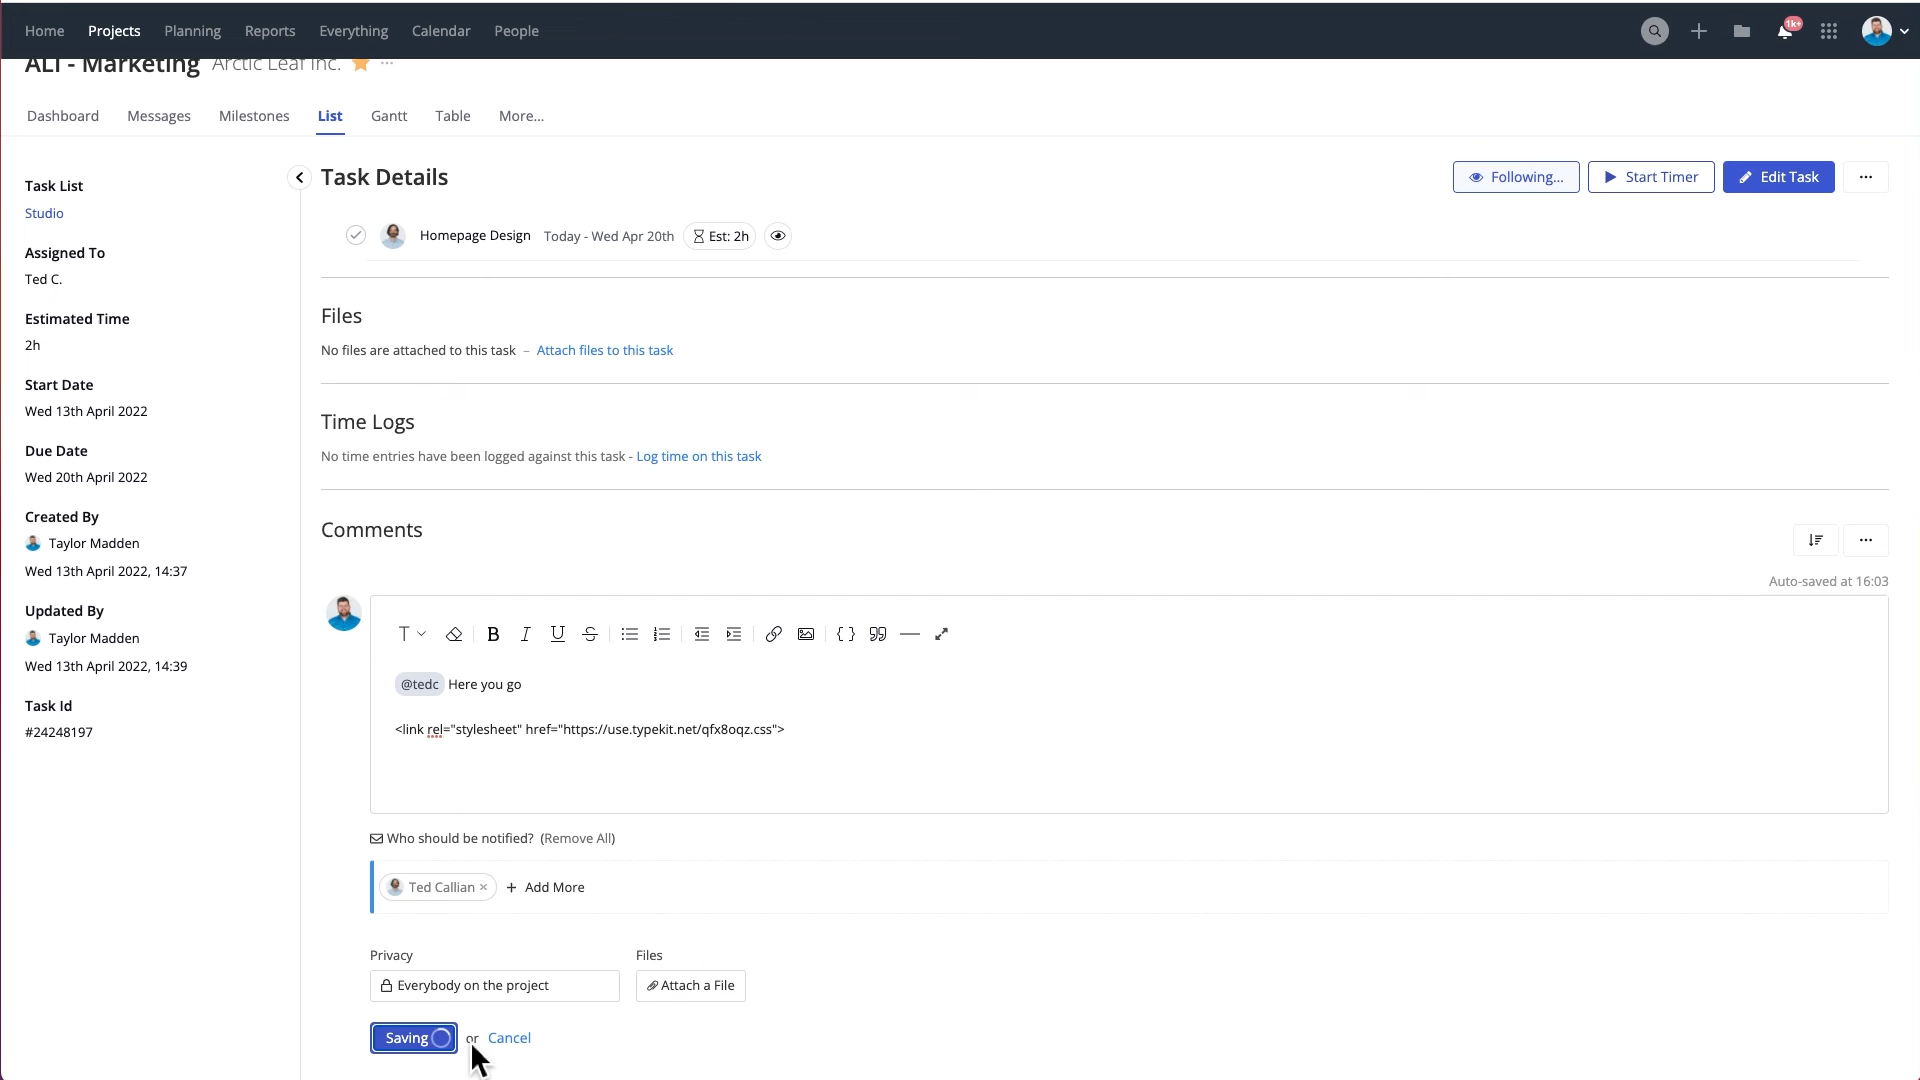 Home Projects Planning Reports Everything Calendar People 1k+
ALI - Marketing Arctic Leaf Inc. ...
Dashboard Messages Milestones List Gantt Table More...
Task List
Studio
Assigned To
Ted C.
Estimated Time
2h
Start Date
Wed 13th April 2022
Due Date
Wed 20th April 2022
Created By
Taylor Madden
Wed 13th April 2022, 14:37
Updated By
Taylor Madden
Wed 13th April 2022, 14:39
Task Id
#24248197
Task Details
Following... Start Timer Edit Task ...
Homepage Design Today - Wed Apr 20th Est: 2h
Files
No files are attached to this task – Attach files to this task
Time Logs
No time entries have been logged against this task - Log time on this task
Comments
...
Auto-saved at 16:03
T B I U S { }
@tedc Here you go
<link rel="stylesheet" href="https://use.typekit.net/qfx8oqz.css">
Who should be notified? (Remove All)
Ted Callian × + Add More
Privacy Files
Everybody on the project Attach a File
Saving or Cancel